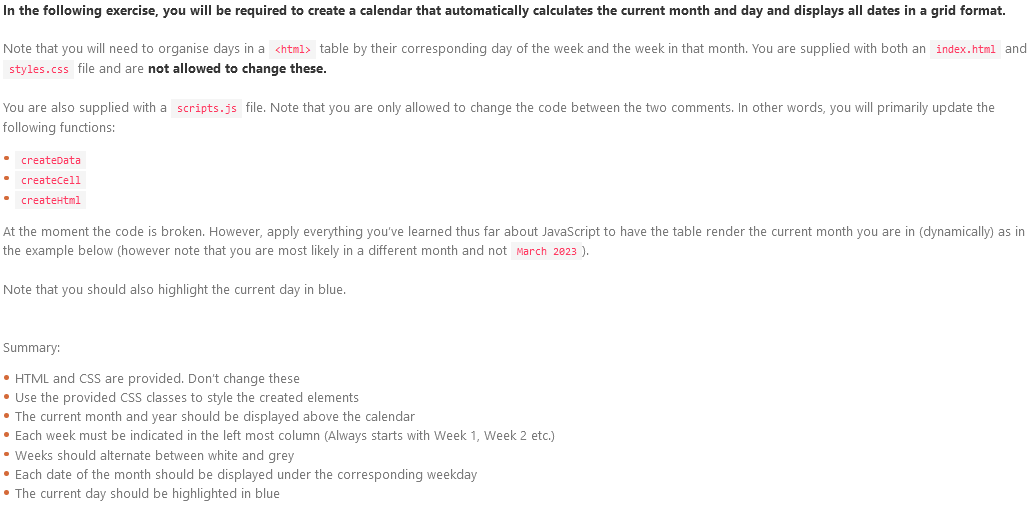 In the following exercise, you will be required to create a calendar that automatically calculates the current month and day and displays all dates in a grid format.
Note that you will need to organise days in a <html> table by their corresponding day of the week and the week in that month. You are supplied with both an index.html and
styles.css file and are not allowed to change these.
You are also supplied with a scripts.js file. Note that you are only allowed to change the code between the two comments. In other words, you will primarily update the
following functions:
• createData
• createCell
• createHtml
At the moment the code is broken. However, apply everything you've learned thus far about JavaScript to have the table render the current month you are in (dynamically) as in
the example below (however note that you are most likely in a different month and not March 2023 ).
Note that you should also highlight the current day in blue.
Summary:
• HTML and CSS are provided. Don't change these
• Use the provided CSS classes to style the created elements
• The current month and year should be displayed above the calendar
• Each week must be indicated in the left most column (Always starts with Week 1, Week 2 etc.)
• Weeks should alternate between white and grey
• Each date of the month should be displayed under the corresponding weekday
• The current day should be highlighted in blue